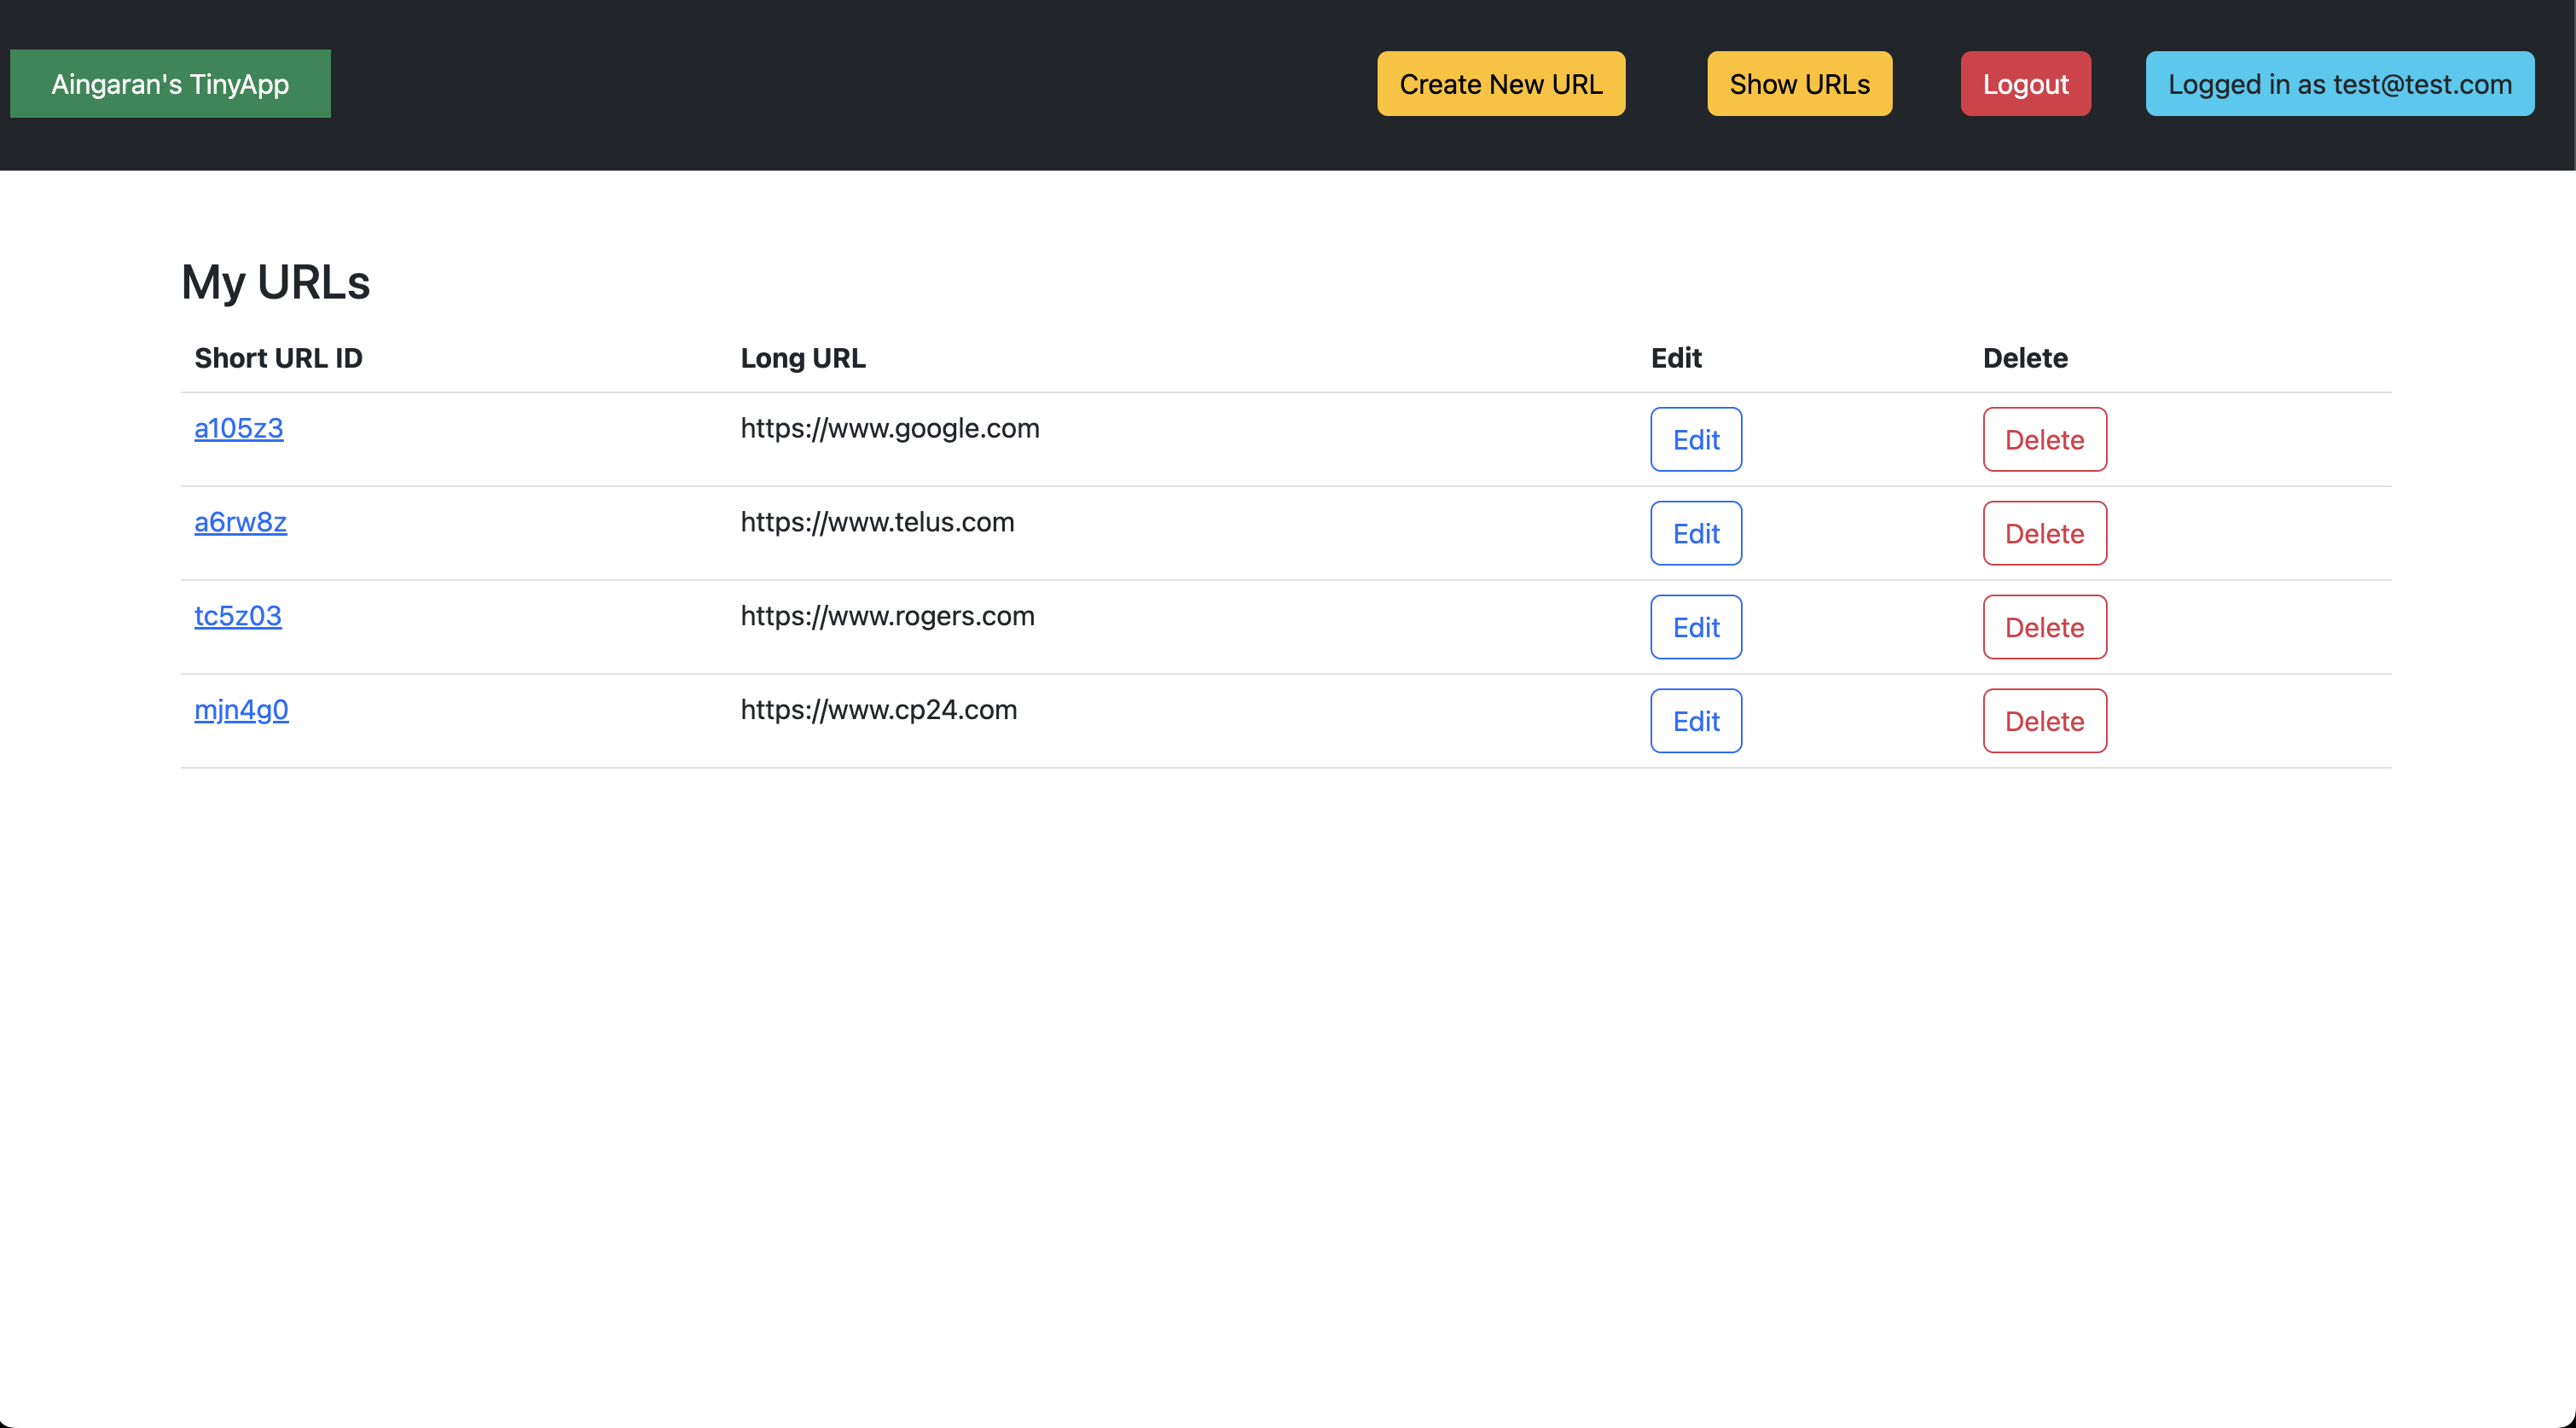 Aingaran's TinyApp Create New URL Show URLs Logout Logged in as test@test.com
My URLs
Short URL ID Long URL Edit Delete
a105z3 https://www.google.com Edit Delete
a6rw8z https://www.telus.com Edit Delete
tc5z03 https://www.rogers.com Edit Delete
mjn4g0 https://www.cp24.com Edit Delete